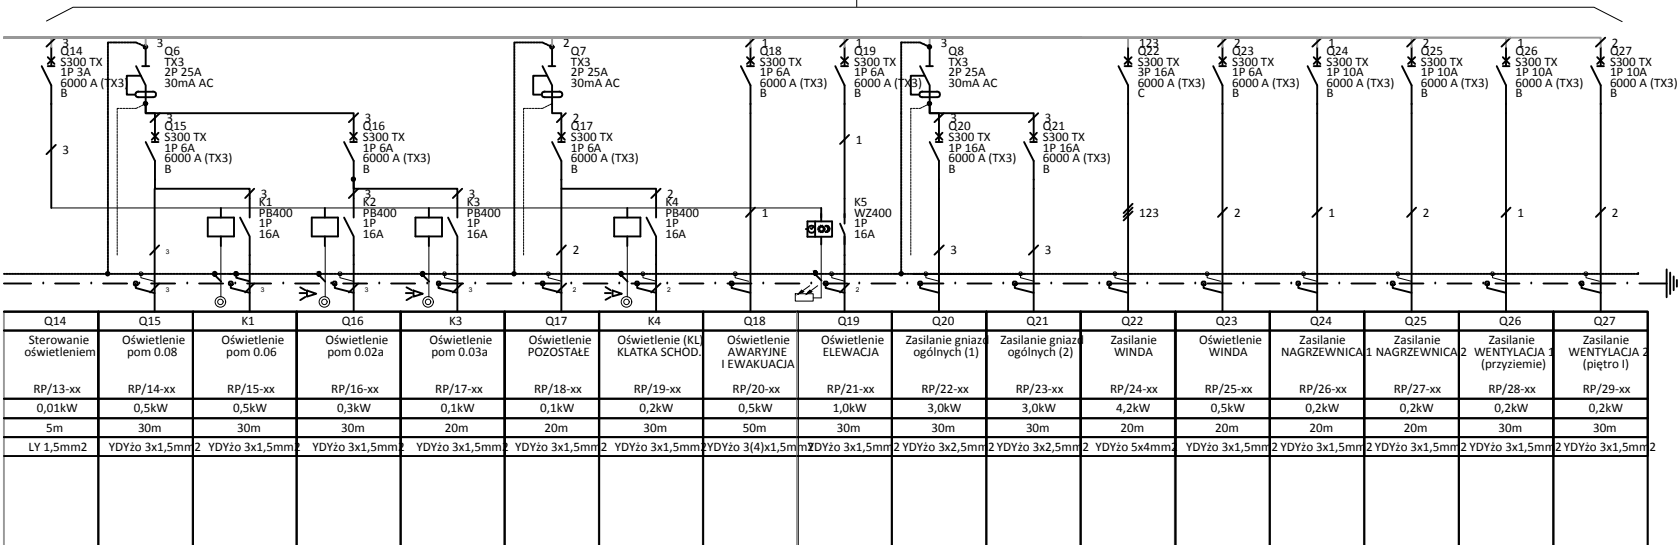 3
Q14
S300 TX
1P 3A
6000 A (TX3)
B
3
3
Q6
TX3
2P 25A
30mA AC
3
Q15
S300 TX
1P 6A
6000 A (TX3)
B
3
3
Q16
S300 TX
1P 6A
6000 A (TX3)
B
3
K1
PB400
1P
16A
3
K2
PB400
1P
16A
3
K3
PB400
1P
16A
2
Q7
TX3
2P 25A
30mA AC
2
Q17
S300 TX
1P 6A
6000 A (TX3)
B
2
2
K4
PB400
1P
16A
1
Q18
S300 TX
1P 6A
6000 A (TX3)
B
1
1
Q19
S300 TX
1P 6A
6000 A (TX3)
B
1
K5
WZ400
1P
16A
3
Q8
TX3
2P 25A
30mA AC
3
Q20
S300 TX
1P 16A
6000 A (TX3)
B
3
3
Q21
S300 TX
1P 16A
6000 A (TX3)
B
3
123
Q22
S300 TX
3P 16A
6000 A (TX3)
C
123
2
Q23
S300 TX
1P 6A
6000 A (TX3)
B
2
1
Q24
S300 TX
1P 10A
6000 A (TX3)
B
1
2
Q25
S300 TX
1P 10A
6000 A (TX3)
B
2
1
Q26
S300 TX
1P 10A
6000 A (TX3)
B
1
2
Q27
S300 TX
1P 10A
6000 A (TX3)
B
2
3 3 3 3 2 2 2
Q14 Q15 K1 Q16 K3 Q17 K4 Q18 Q19 Q20 Q21 Q22 Q23 Q24 Q25 Q26 Q27
Sterowanie Oświetlenie Oświetlenie Oświetlenie Oświetlenie Oświetlenie Oświetlenie (KL) Oświetlenie Oświetlenie Zasilanie gniazd Zasilanie gniazd Zasilanie Oświetlenie Zasilanie Zasilanie Zasilanie Zasilanie
oświetleniem pom 0.08 pom 0.06 pom 0.02a pom 0.03a POZOSTAŁE KLATKA SCHOD. AWARYJNE ELEWACJA ogólnych (1) ogólnych (2) WINDA WINDA NAGRZEWNICA 1 NAGRZEWNICA 2 WENTYLACJA 1 WENTYLACJA 2
I EWAKUACJA (przyziemie) (piętro I)
RP/13-xx RP/14-xx RP/15-xx RP/16-xx RP/17-xx RP/18-xx RP/19-xx RP/20-xx RP/21-xx RP/22-xx RP/23-xx RP/24-xx RP/25-xx RP/26-xx RP/27-xx RP/28-xx RP/29-xx
0,01kW 0,5kW 0,5kW 0,3kW 0,1kW 0,1kW 0,2kW 0,5kW 1,0kW 3,0kW 3,0kW 4,2kW 0,5kW 0,2kW 0,2kW 0,2kW 0,2kW
5m 30m 30m 30m 20m 20m 30m 50m 30m 30m 30m 20m 20m 20m 20m 30m 30m
LY 1,5mm2 YDYżo 3x1,5mm2 YDYżo 3x1,5mm2 YDYżo 3x1,5mm2 YDYżo 3x1,5mm2 YDYżo 3x1,5mm2 YDYżo 3x1,5mm2 YDYżo 3(4)x1,5mm2 YDYżo 3x1,5mm2 YDYżo 3x2,5mm2 YDYżo 3x2,5mm2 YDYżo 5x4mm2 YDYżo 3x1,5mm2 YDYżo 3x1,5mm2 YDYżo 3x1,5mm2 YDYżo 3x1,5mm2 YDYżo 3x1,5mm2